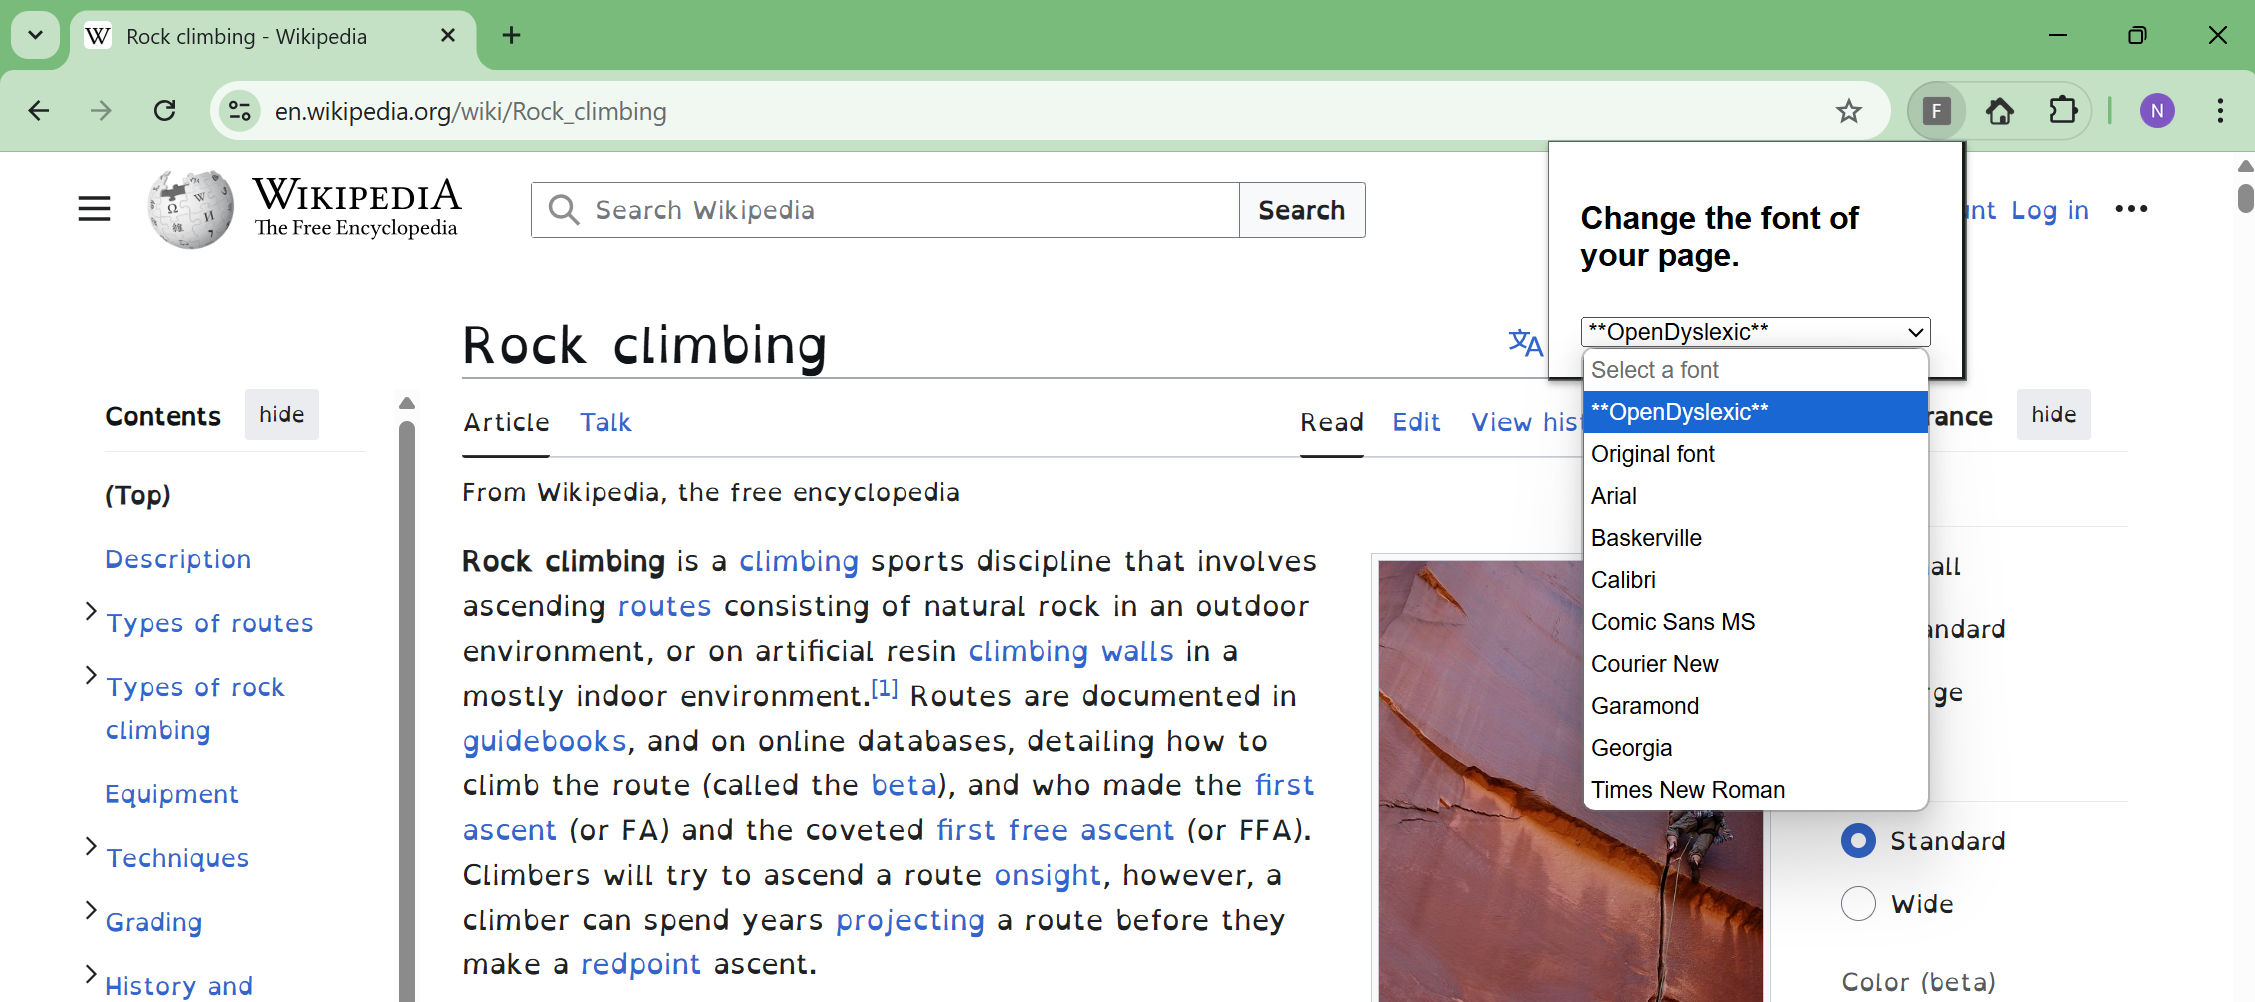 Rock climbing - Wikipedia
en.wikipedia.org/wiki/Rock_climbing
F
N
WIKIPEDIA
The Free Encyclopedia
Search Wikipedia
Search
Log in
Change the font of
your page.
**OpenDyslexic**
Select a font
**OpenDyslexic**
Original font
Arial
Baskerville
Calibri
Comic Sans MS
Courier New
Garamond
Georgia
Times New Roman
Rock climbing
Contents
hide
Article
Talk
Read
Edit
View hist
rance
hide
(Top)
Description
Types of routes
Types of rock
climbing
Equipment
Techniques
Grading
History and
From Wikipedia, the free encyclopedia
Rock climbing is a climbing sports discipline that involves
ascending routes consisting of natural rock in an outdoor
environment, or on artificial resin climbing walls in a
mostly indoor environment.[1] Routes are documented in
guidebooks, and on online databases, detailing how to
climb the route (called the beta), and who made the first
ascent (or FA) and the coveted first free ascent (or FFA).
Climbers will try to ascend a route onsight, however, a
climber can spend years projecting a route before they
make a redpoint ascent.
all
ndard
ge
Standard
Wide
Color (beta)